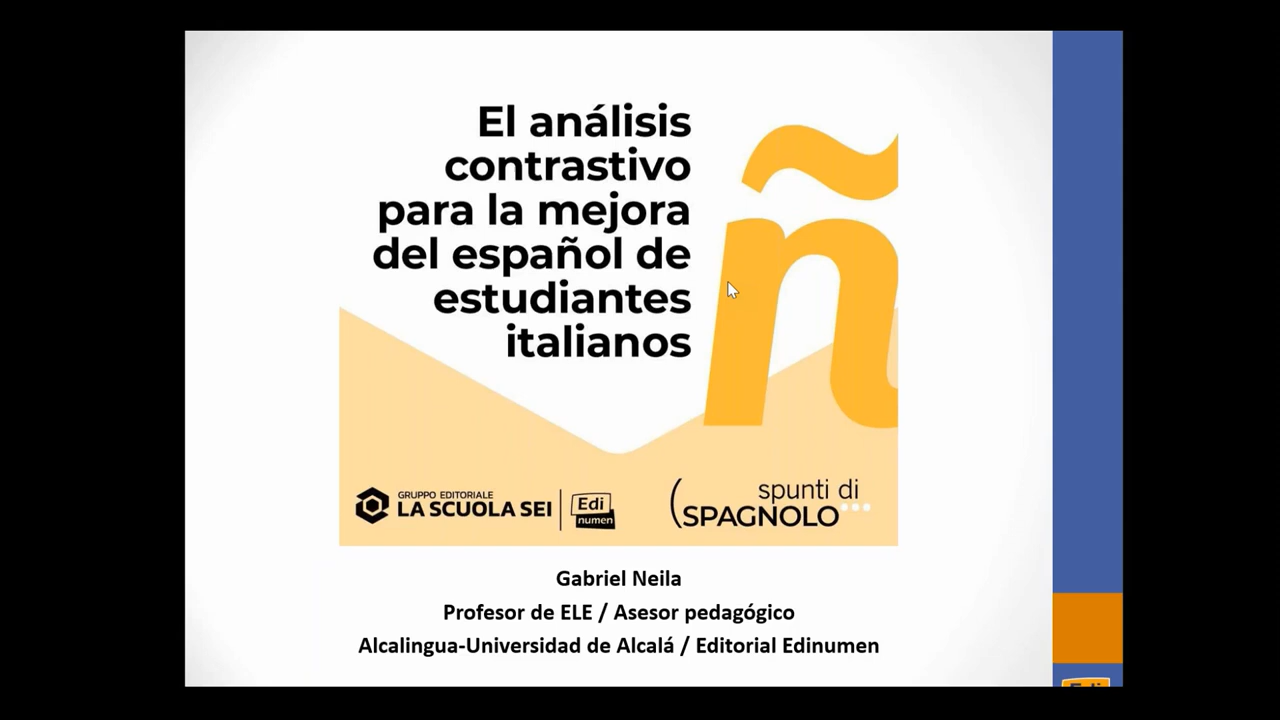 El análisis
contrastivo
para la mejora
del español de
estudiantes
italianos
ñ
GRUPPO EDITORIALE
LA SCUOLA SEI
Edi
numen
spunti di
(SPAGNOLO...
Gabriel Neila
Profesor de ELE / Asesor pedagógico
Alcalingua-Universidad de Alcalá / Editorial Edinumen
Edi